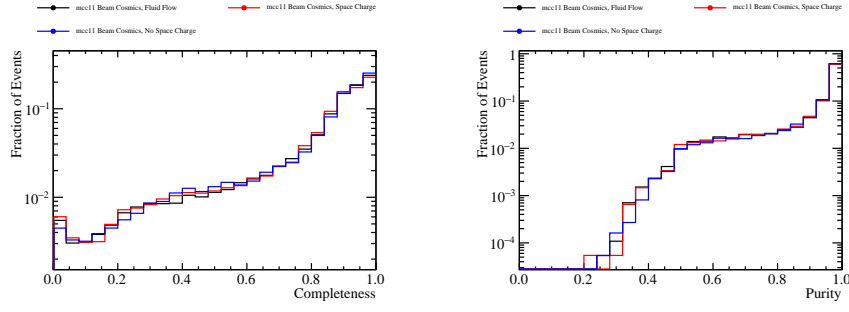 mcc11 Beam Cosmics, Fluid Flow
mcc11 Beam Cosmics, Space Charge
mcc11 Beam Cosmics, No Space Charge
Fraction of Events
10⁻¹
10⁻²
0.0 0.2 0.4 0.6 0.8 1.0
Completeness
mcc11 Beam Cosmics, Fluid Flow
mcc11 Beam Cosmics, Space Charge
mcc11 Beam Cosmics, No Space Charge
Fraction of Events
1
10⁻¹
10⁻²
10⁻³
10⁻⁴
0.0 0.2 0.4 0.6 0.8 1.0
Purity